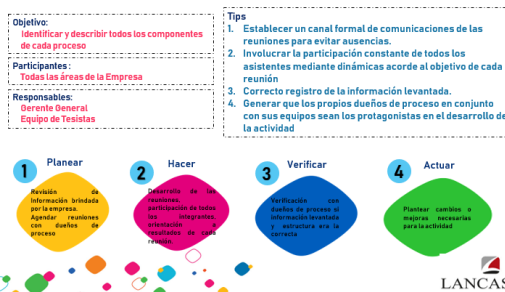 Objetivo:
Identificar y describir todos los componentes
de cada proceso
Participantes :
Todas las áreas de la Empresa
Responsables:
Gerente General
Equipo de Tesistas
Tips
1. Establecer un canal formal de comunicaciones de las
reuniones para evitar ausencias.
2. Involucrar la participación constante de todos los
asistentes mediante dinámicas acorde al objetivo de cada
reunión
3. Correcto registro de la información levantada.
4. Generar que los propios dueños de proceso en conjunto
con sus equipos sean los protagonistas en el desarrollo de
la actividad
1 Planear
Revisión de
información brindada
por la empresa.
Agendar reuniones
con dueños de
proceso
2 Hacer
Desarrollo de las
reuniones,
participación de todos
los integrantes,
orientación a
resultados de cada
reunión.
3 Verificar
Verificación con
dueños de proceso si
información levantada
y estructura era la
correcta
4 Actuar
Plantear cambios o
mejoras necesarias
para la actividad
LANCAS